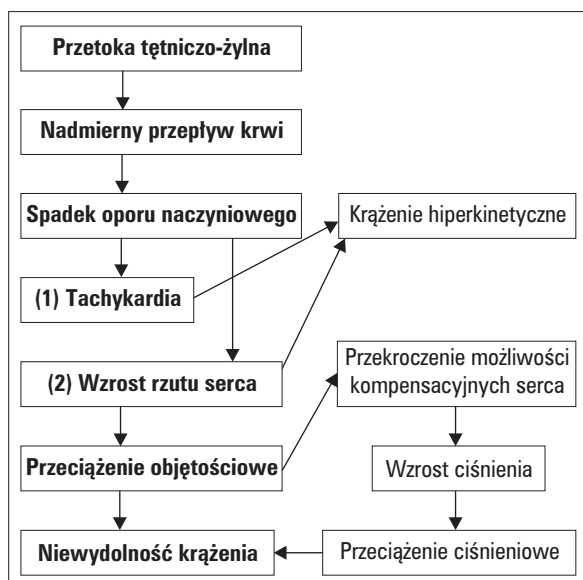 Przetoka tętniczo-żylna
Nadmierny przepływ krwi
Spadek oporu naczyniowego
Krążenie hiperkinetyczne
(1) Tachykardia
(2) Wzrost rzutu serca
Przekroczenie możliwości
kompensacyjnych serca
Przeciążenie objętościowe
Wzrost ciśnienia
Niewydolność krążenia
Przeciążenie ciśnieniowe